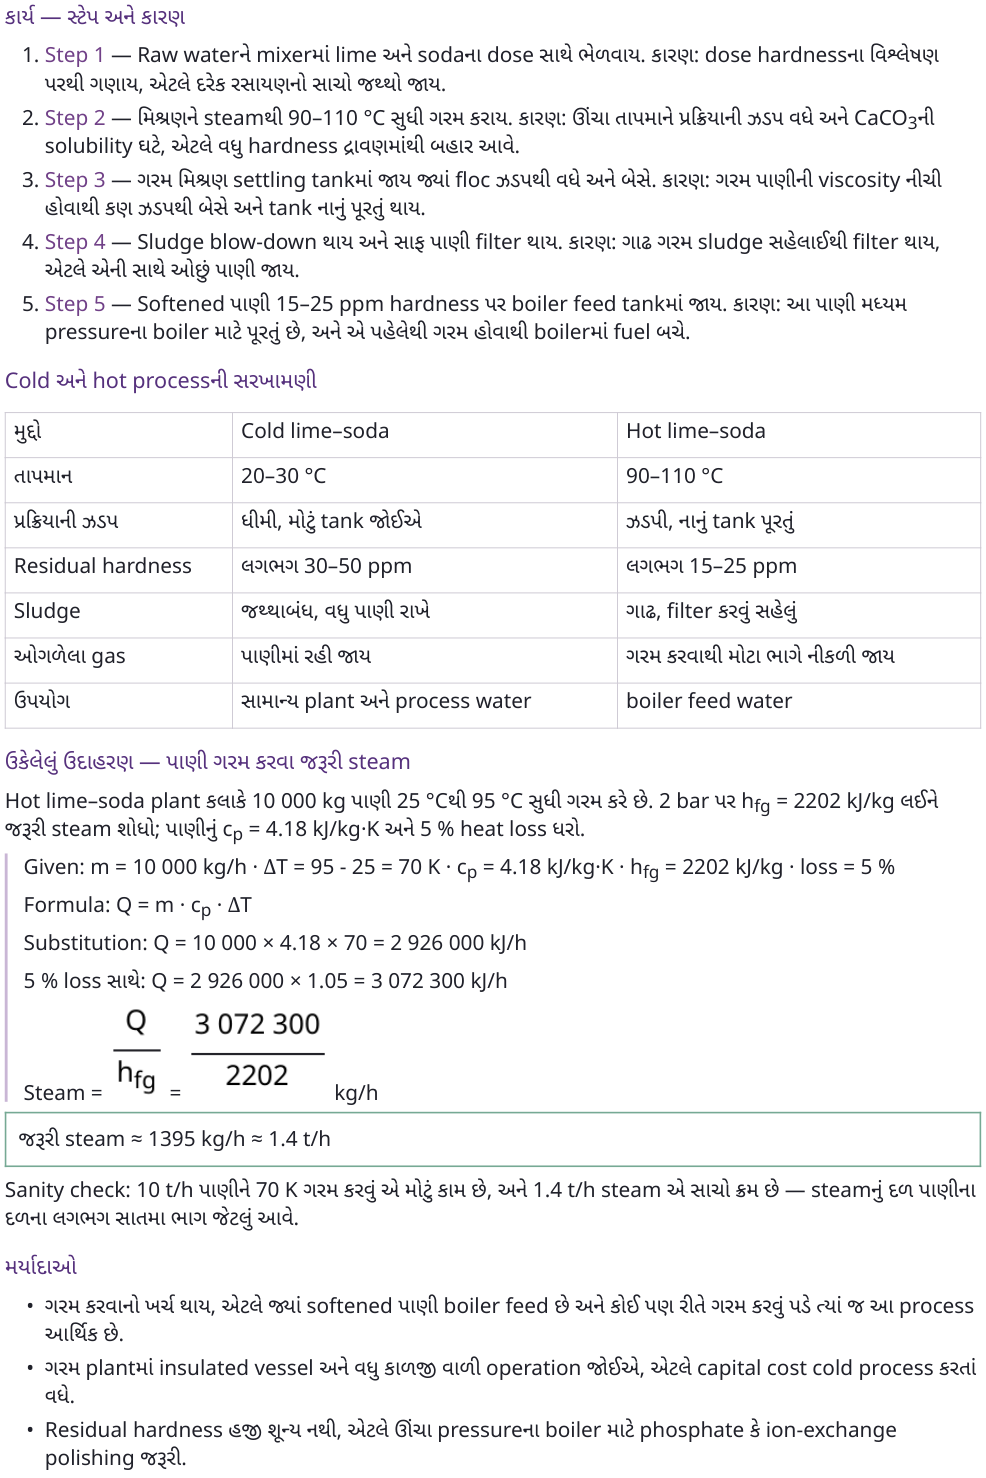 કાર્ય — સ્ટેપ અને કારણ
1. Step 1 — Raw waterને mixerમાં lime અને sodaના dose સાથે ભેળવાય. કારણ: dose hardnessના વિશ્લેષણ
પરથી ગણાય, એટલે દરેક રસાયણનો સાચો જથ્થો જાય.
2. Step 2 — મિશ્રણને steamથી 90–110 °C સુધી ગરમ કરાય. કારણ: ઊંચા તાપમાને પ્રક્રિયાની ઝડપ વધે અને CaCO₃ની
solubility ઘટે, એટલે વધુ hardness દ્રાવણમાંથી બહાર આવે.
3. Step 3 — ગરમ મિશ્રણ settling tankમાં જાય જ્યાં floc ઝડપથી વધે અને બેસે. કારણ: ગરમ પાણીની viscosity નીચી
હોવાથી કણ ઝડપથી બેસે અને tank નાનું પૂરતું થાય.
4. Step 4 — Sludge blow-down થાય અને સાફ પાણી filter થાય. કારણ: ગાઢ ગરમ sludge સહેલાઈથી filter થાય,
એટલે એની સાથે ઓછું પાણી જાય.
5. Step 5 — Softened પાણી 15–25 ppm hardness પર boiler feed tankમાં જાય. કારણ: આ પાણી મધ્યમ
pressureના boiler માટે પૂરતું છે, અને એ પહેલેથી ગરમ હોવાથી boilerમાં fuel બચે.
Cold અને hot processની સરખામણી
મુદ્દો Cold lime–soda Hot lime–soda
તાપમાન 20–30 °C 90–110 °C
પ્રક્રિયાની ઝડપ ધીમી, મોટું tank જોઈએ ઝડપી, નાનું tank પૂરતું
Residual hardness લગભગ 30–50 ppm લગભગ 15–25 ppm
Sludge જથ્થાબંધ, વધુ પાણી રાખે ગાઢ, filter કરવું સહેલું
ઓગળેલા gas પાણીમાં રહી જાય ગરમ કરવાથી મોટા ભાગે નીકળી જાય
ઉપયોગ સામાન્ય plant અને process water boiler feed water
ઉકેલેલું ઉદાહરણ — પાણી ગરમ કરવા જરૂરી steam
Hot lime–soda plant કલાકે 10 000 kg પાણી 25 °Cથી 95 °C સુધી ગરમ કરે છે. 2 bar પર h_fg = 2202 kJ/kg લઈને
જરૂરી steam શોધો; પાણીનું c_p = 4.18 kJ/kg·K અને 5 % heat loss ધરો.
Given: m = 10 000 kg/h · ΔT = 95 - 25 = 70 K · c_p = 4.18 kJ/kg·K · h_fg = 2202 kJ/kg · loss = 5 %
Formula: Q = m · c_p · ΔT
Substitution: Q = 10 000 × 4.18 × 70 = 2 926 000 kJ/h
5 % loss સાથે: Q = 2 926 000 × 1.05 = 3 072 300 kJ/h
Steam = Q / h_fg = 3 072 300 / 2202 kg/h
જરૂરી steam ≈ 1395 kg/h ≈ 1.4 t/h
Sanity check: 10 t/h પાણીને 70 K ગરમ કરવું એ મોટું કામ છે, અને 1.4 t/h steam એ સાચો ક્રમ છે — steamનું દળ પાણીના
દળના લગભગ સાતમા ભાગ જેટલું આવે.
મર્યાદાઓ
• ગરમ કરવાનો ખર્ચ થાય, એટલે જ્યાં softened પાણી boiler feed છે અને કોઈ પણ રીતે ગરમ કરવું પડે ત્યાં જ આ process
આર્થિક છે.
• ગરમ plantમાં insulated vessel અને વધુ કાળજી વાળી operation જોઈએ, એટલે capital cost cold process કરતાં
વધે.
• Residual hardness હજી શૂન્ય નથી, એટલે ઊંચા pressureના boiler માટે phosphate કે ion-exchange
polishing જરૂરી.